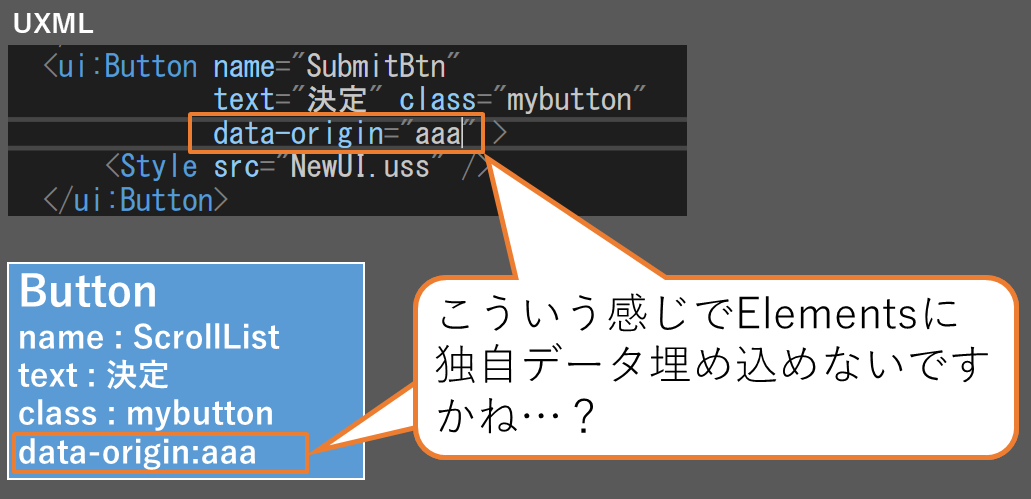 UXML
<ui:Button name="SubmitBtn"
text="決定" class="mybutton"
data-origin="aaa" >
<Style src="NewUI.uss" />
</ui:Button>
Button
name : ScrollList
text : 決定
class : mybutton
data-origin:aaa
こういう感じでElementsに
独自データ埋め込めないです
かね…？